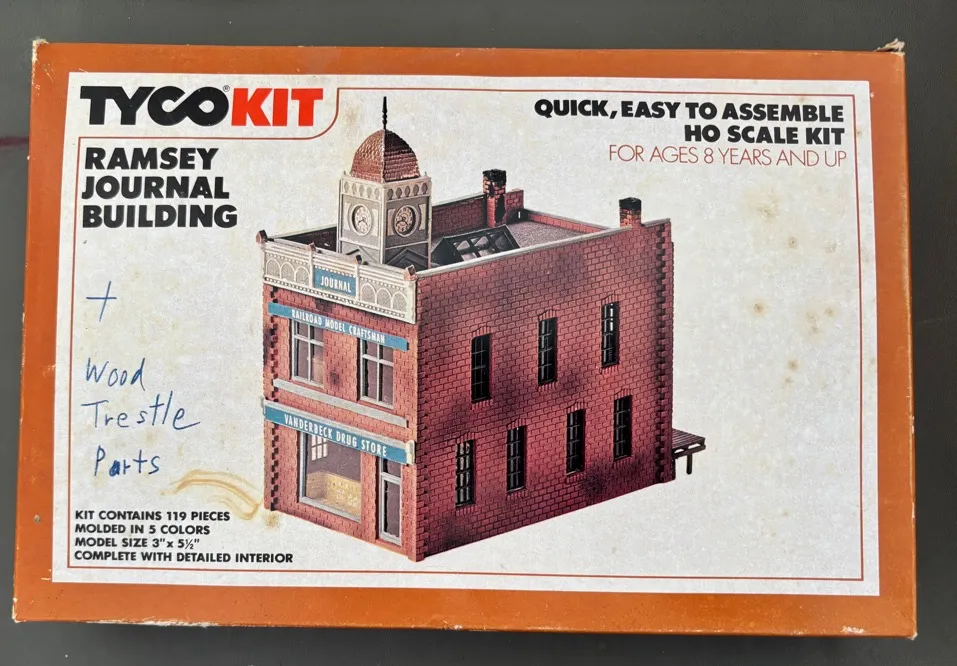 TYCO® KIT
RAMSEY
JOURNAL
BUILDING
QUICK, EASY TO ASSEMBLE
HO SCALE KIT
FOR AGES 8 YEARS AND UP
JOURNAL
RAILROAD MODEL CRAFTSMAN
VANDERBECK DRUG STORE
+
Wood
Trestle
Parts
KIT CONTAINS 119 PIECES
MOLDED IN 5 COLORS
MODEL SIZE 3" x 5½"
COMPLETE WITH DETAILED INTERIOR